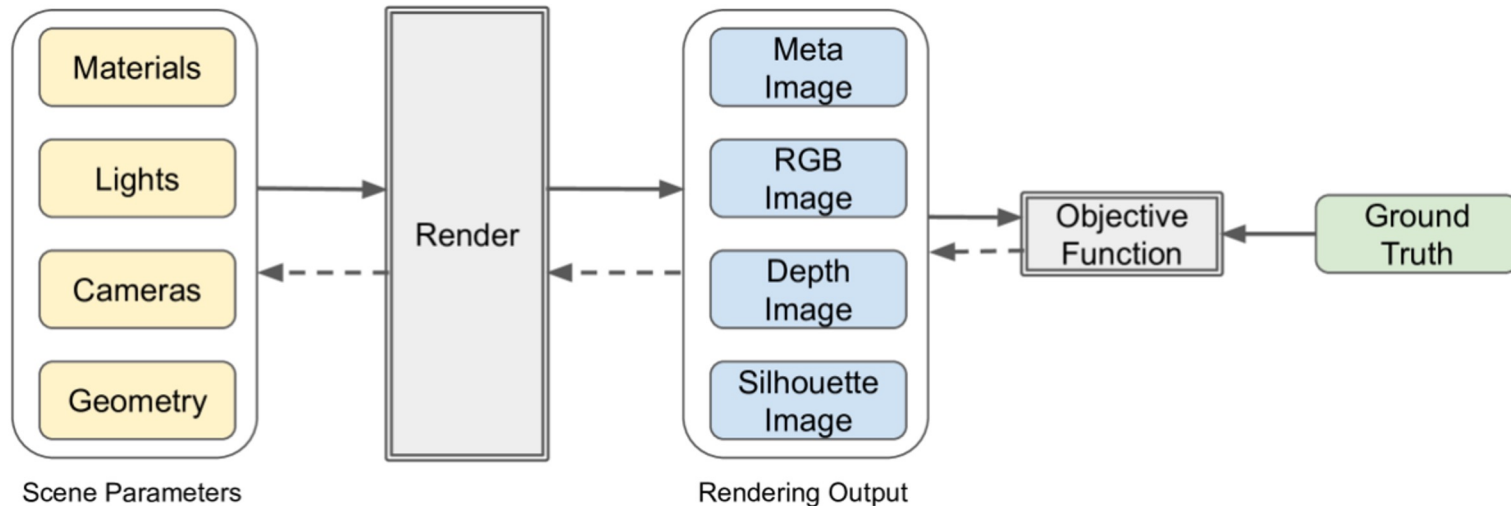 Materials
Lights
Cameras
Geometry
Scene Parameters
Render
Meta
Image
RGB
Image
Depth
Image
Silhouette
Image
Rendering Output
Objective
Function
Ground
Truth